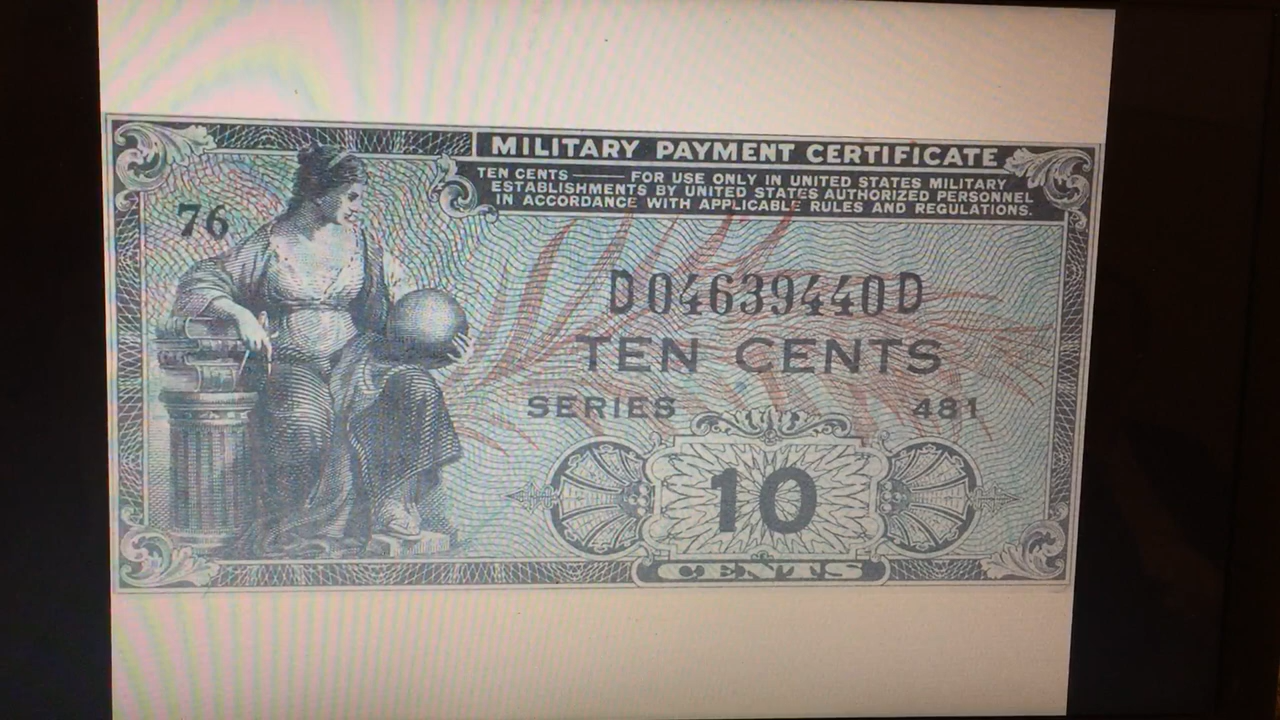 MILITARY PAYMENT CERTIFICATE
TEN CENTS —— FOR USE ONLY IN UNITED STATES MILITARY
ESTABLISHMENTS BY UNITED STATES AUTHORIZED PERSONNEL
IN ACCORDANCE WITH APPLICABLE RULES AND REGULATIONS.
76
D04639440D
TEN CENTS
SERIES 481
10
CENTS